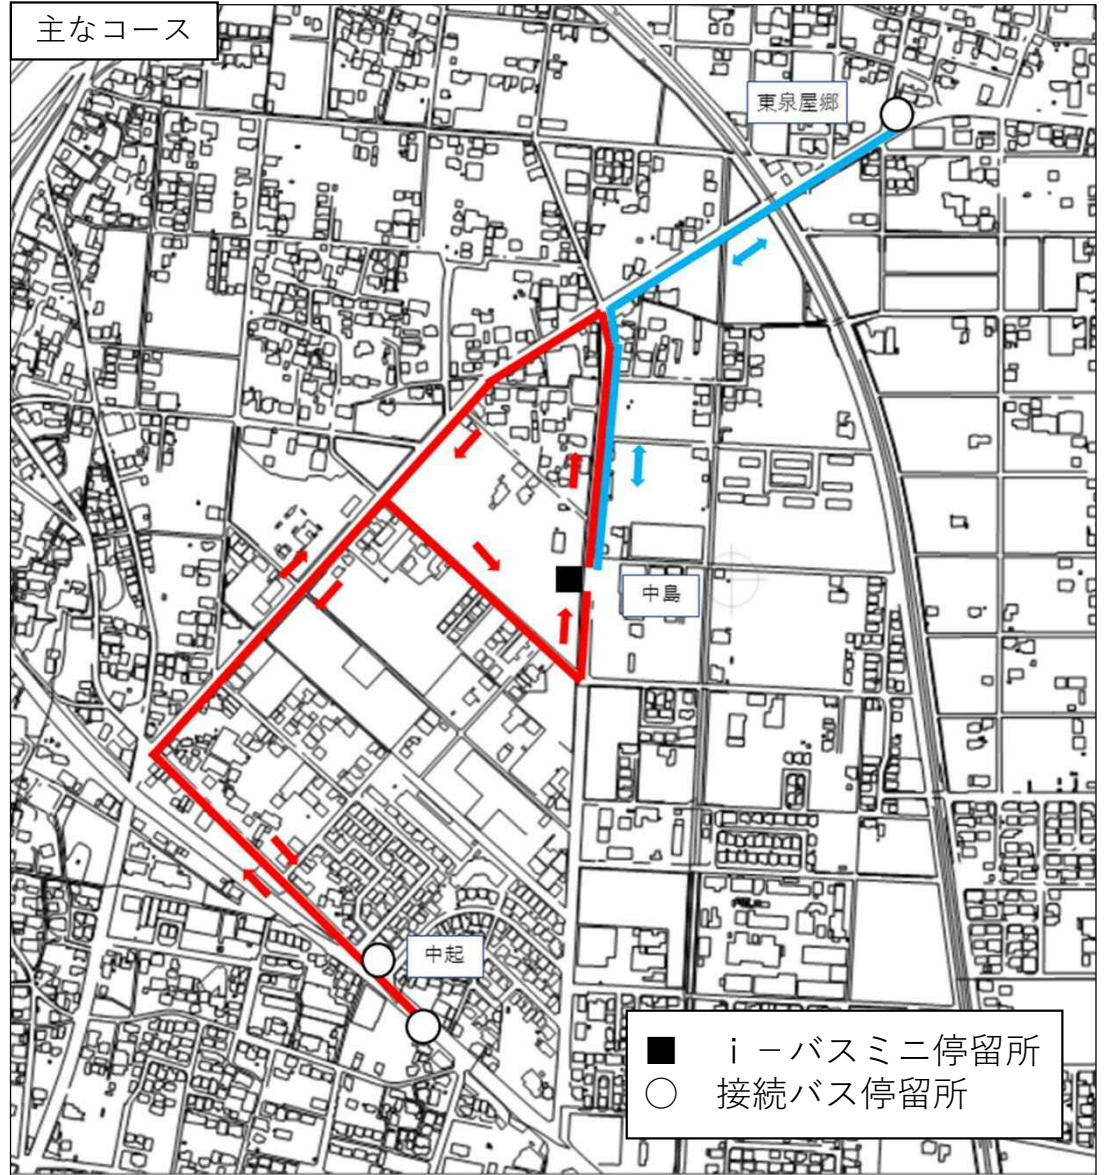 主なコース
東泉屋郷
中島
中起
■ i－バスミニ停留所
○ 接続バス停留所